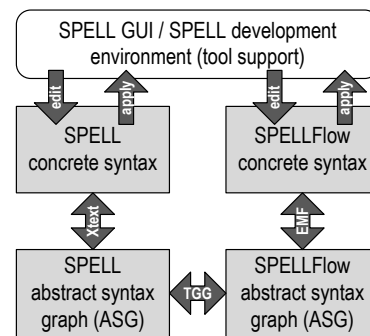 SPELL GUI / SPELL development
environment (tool support)
edit
apply
edit
apply
SPELL
concrete syntax
SPELLFlow
concrete syntax
Xtext
EMF
SPELL
abstract syntax
graph (ASG)
TGG
SPELLFlow
abstract syntax
graph (ASG)